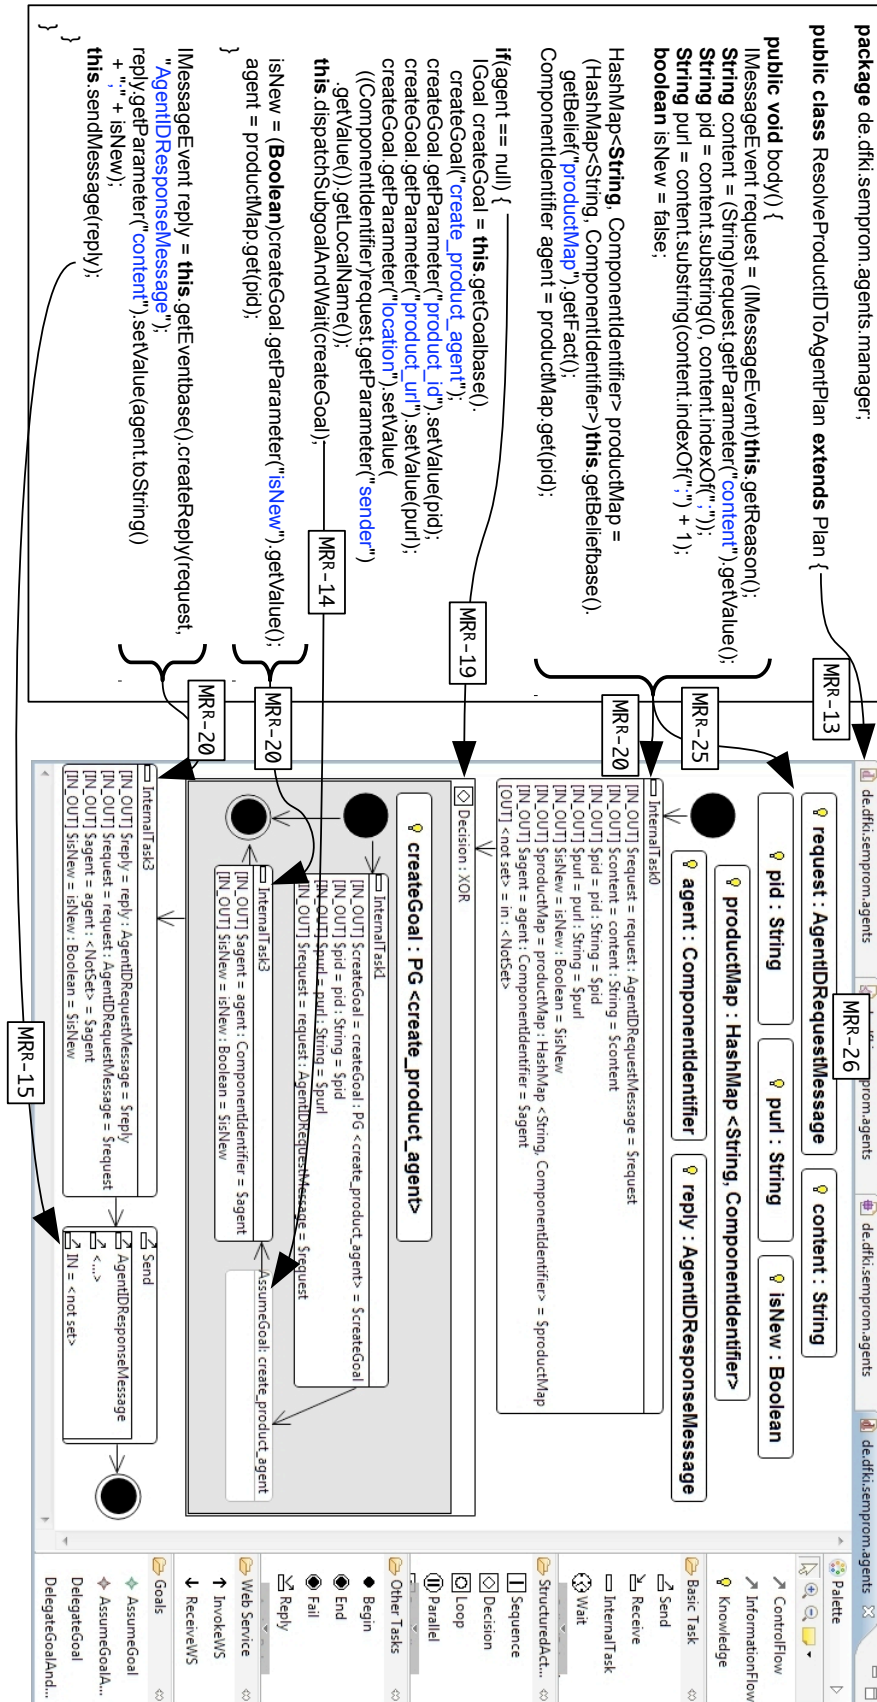 package de.dfki.semprom.agents.manager;
public class ResolveProductIDToAgentPlan extends Plan {
public void body() {
IMessageEvent request = (IMessageEvent)this.getReason();
String content = (String)request.getParameter("content").getValue();
String pid = content.substring(0, content.indexOf(";"));
String purl = content.substring(content.indexOf(";") + 1);
boolean isNew = false;
HashMap<String, ComponentIdentifier> productMap =
(HashMap<String, ComponentIdentifier>)this.getBeliefbase().
getBelief("productMap").getFact();
ComponentIdentifier agent = productMap.get(pid);
if(agent == null) {
IGoal createGoal = this.getGoalbase().
createGoal("create_product_agent");
createGoal.getParameter("product_id").setValue(pid);
createGoal.getParameter("product_url").setValue(purl);
createGoal.getParameter("location").setValue(
((ComponentIdentifier)request.getParameter("sender")
.getValue()).getLocalName());
this.dispatchSubgoalAndWait(createGoal);
isNew = (Boolean)createGoal.getParameter("isNew").getValue();
agent = productMap.get(pid);
}
IMessageEvent reply = this.getEventbase().createReply(request,
"AgentIDResponseMessage");
reply.getParameter("content").setValue(agent.toString()
+ ";" + isNew);
this.sendMessage(reply);
}
}
MRR-13
MRR-25
MRR-20
MRR-19
MRR-14
MRR-20
MRR-20
MRR-15
MRR-26
de.dfki.semprom.agents
prom.agents
de.dfki.semprom.agents
de.dfki.semprom.agents
request : AgentIDRequestMessage
content : String
pid : String
purl : String
isNew : Boolean
productMap : HashMap <String, ComponentIdentifier>
agent : ComponentIdentifier
reply : AgentIDResponseMessage
InternalTask0
[IN_OUT] $request = request : AgentIDRequestMessage = $request
[IN_OUT] $content = content : String = $content
[IN_OUT] $pid = pid : String = $pid
[IN_OUT] $purl = purl : String = $purl
[IN_OUT] $isNew = isNew : Boolean = $isNew
[IN_OUT] $productMap = productMap : HashMap <String, ComponentIdentifier> = $productMap
[IN_OUT] $agent = agent : ComponentIdentifier = $agent
[OUT] <not set> = in : <NotSet>
Decision : XOR
createGoal : PG <create_product_agent>
InternalTask1
[IN_OUT] $createGoal = createGoal : PG <create_product_agent> = $createGoal
[IN_OUT] $pid = pid : String = $pid
[IN_OUT] $purl = purl : String = $purl
[IN_OUT] $request = request : AgentIDRequestMessage = $request
InternalTask3
[IN_OUT] $agent = agent : ComponentIdentifier = $agent
[IN_OUT] $isNew = isNew : Boolean = $isNew
AssumeGoal: create_product_agent
InternalTask3
[IN_OUT] $reply = reply : AgentIDRequestMessage = $reply
[IN_OUT] $request = request : AgentIDRequestMessage = $request
[IN_OUT] $agent = agent : <NotSet> = $agent
[IN_OUT] $isNew = isNew : Boolean = $isNew
Send
AgentIDResponseMessage
<...>
IN = <not set>
Palette
ControlFlow
InformationFlow
Knowledge
Basic Task
Send
Receive
InternalTask
Wait
StructuredAct...
Sequence
Decision
Loop
Parallel
Other Tasks
Begin
End
Fail
Reply
Web Service
InvokeWS
ReceiveWS
Goals
AssumeGoal
AssumeGoalA...
DelegateGoal
DelegateGoalAnd...